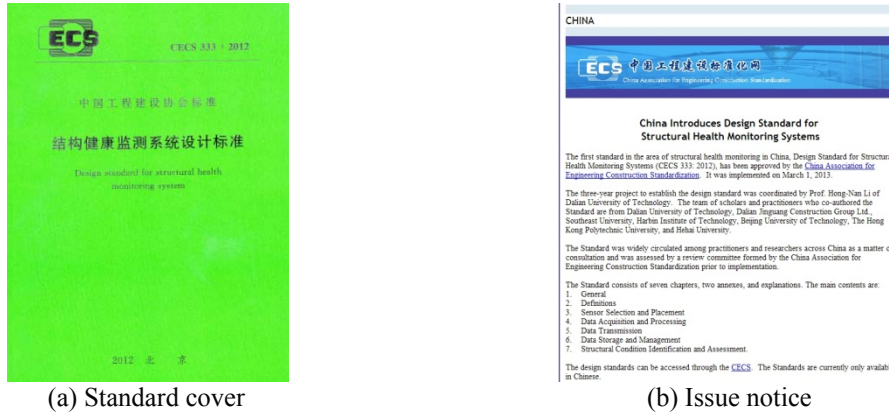 ECS
CECS 333 : 2012
中国工程建设协会标准
结构健康监测系统设计标准
Design standard for structural health
monitoring system
2012 北 京
(a) Standard cover
CHINA
ECS 中国工程建设标准化网
China Association for Engineering Construction Standardization
China Introduces Design Standard for
Structural Health Monitoring Systems
The first standard in the area of structural health monitoring in China, Design Standard for Structura
Health Monitoring Systems (CECS 333: 2012), has been approved by the China Association for
Engineering Construction Standardization. It was implemented on March 1, 2013.
The three-year project to establish the design standard was coordinated by Prof. Hong-Nan Li of
Dalian University of Technology. The team of scholars and practitioners who co-authored the
Standard are from Dalian University of Technology, Dalian Jinguang Construction Group Ltd.,
Southeast University, Harbin Institute of Technology, Beijing University of Technology, The Hong
Kong Polytechnic University, and Hehai University.
The Standard was widely circulated among practitioners and researchers across China as a matter o
consultation and was assessed by a review committee formed by the China Association for
Engineering Construction Standardization prior to implementation.
The Standard consists of seven chapters, two annexes, and explanations. The main contents are:
1. General
2. Definitions
3. Sensor Selection and Placement
4. Data Acquisition and Processing
5. Data Transmission
6. Data Storage and Management
7. Structural Condition Identification and Assessment.
The design standards can be accessed through the CECS. The Standards are currently only availab
in Chinese.
(b) Issue notice